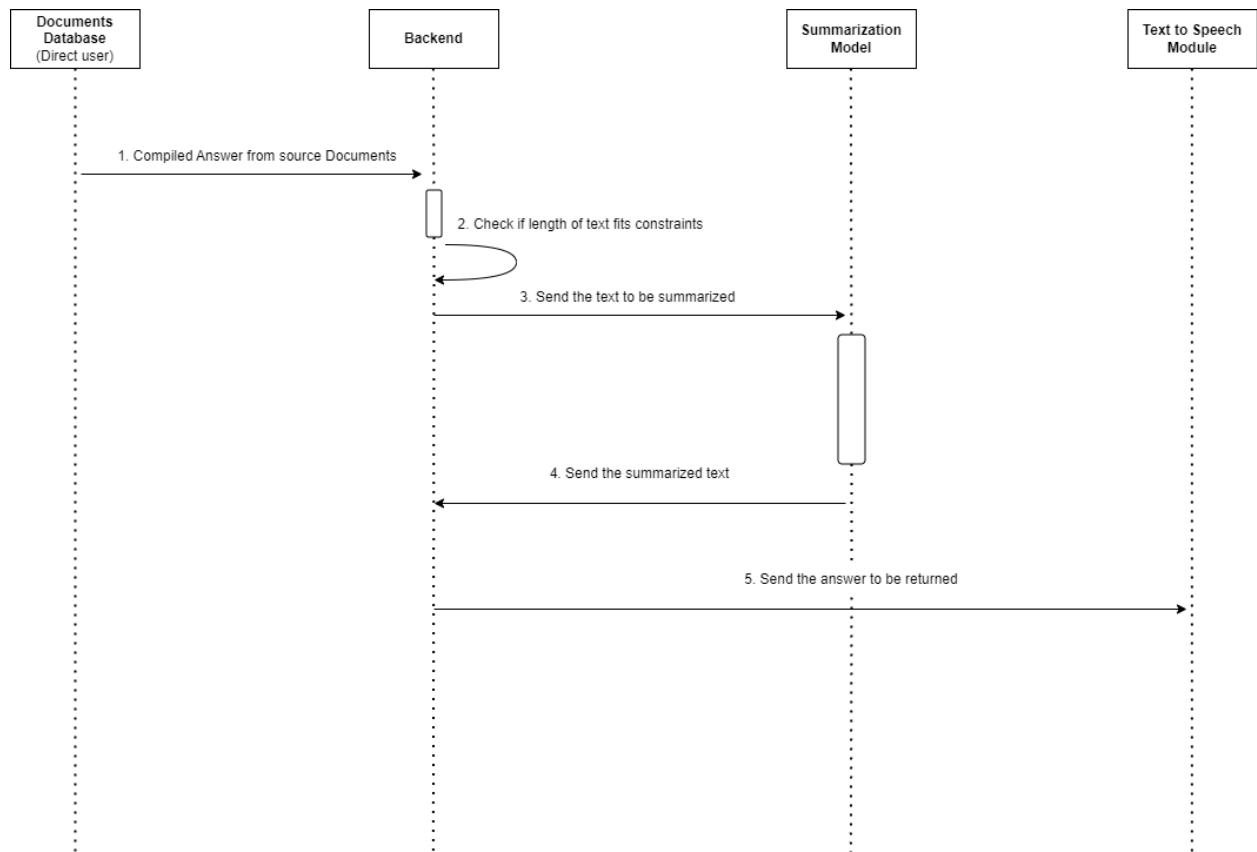 Documents
Database
(Direct user)
Backend
Summarization
Model
Text to Speech
Module
1. Compiled Answer from source Documents
2. Check if length of text fits constraints
3. Send the text to be summarized
4. Send the summarized text
5. Send the answer to be returned